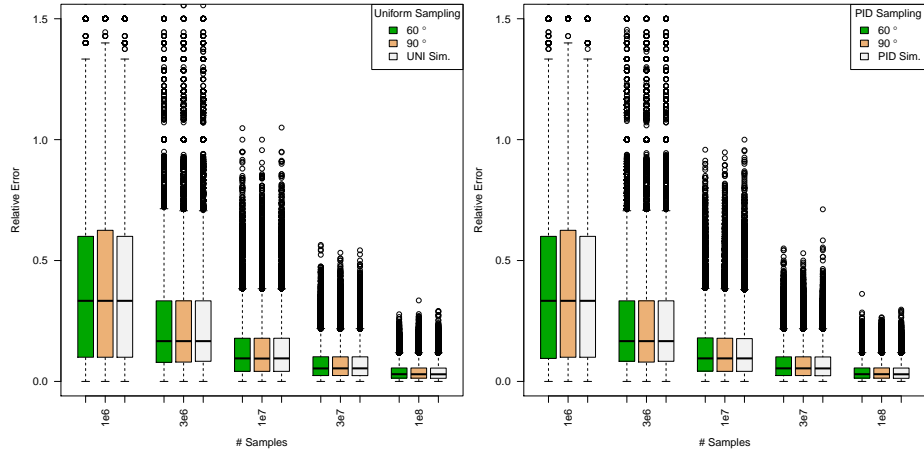 Uniform Sampling
60 °
90 °
UNI Sim.
Relative Error
1.5
1.0
0.5
0.0
1e6
3e6
1e7
3e7
1e8
# Samples
PID Sampling
60 °
90 °
PID Sim.
Relative Error
1.5
1.0
0.5
0.0
1e6
3e6
1e7
3e7
1e8
# Samples